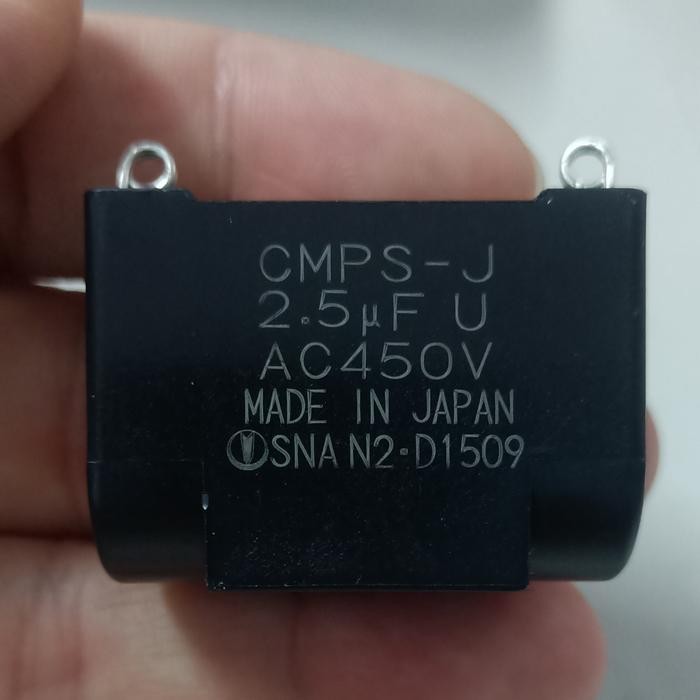 CMPS-J
2.5μF U
AC450V
MADE IN JAPAN
SNA N2·D1509